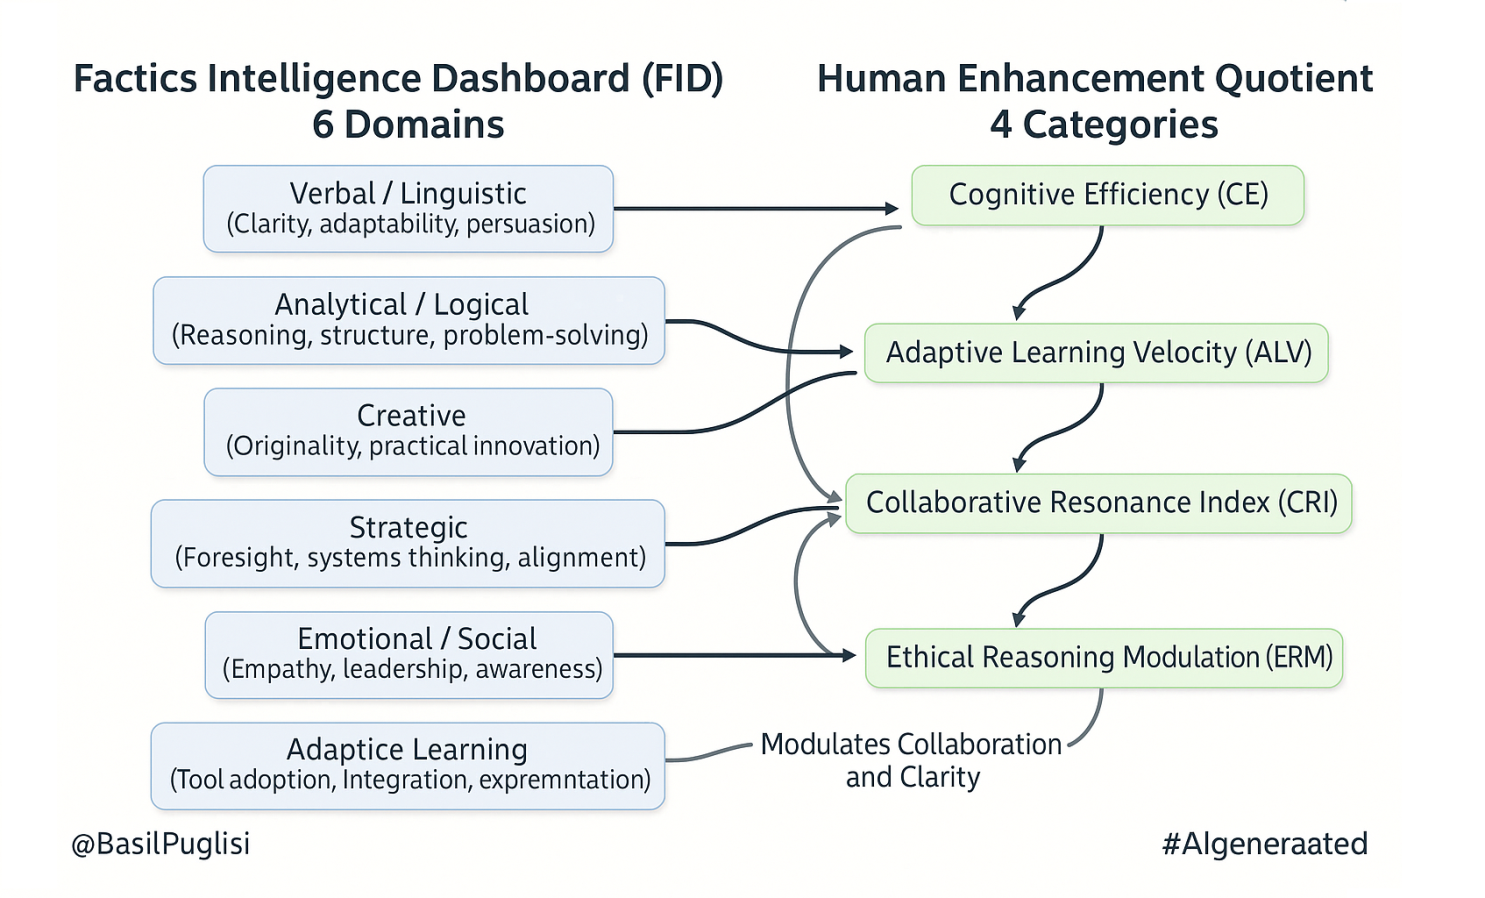 Factics Intelligence Dashboard (FID)
6 Domains
Human Enhancement Quotient
4 Categories
Verbal / Linguistic
(Clarity, adaptability, persuasion)
Analytical / Logical
(Reasoning, structure, problem-solving)
Creative
(Originality, practical innovation)
Strategic
(Foresight, systems thinking, alignment)
Emotional / Social
(Empathy, leadership, awareness)
Adaptice Learning
(Tool adoption, Integration, expremntation)
Cognitive Efficiency (CE)
Adaptive Learning Velocity (ALV)
Collaborative Resonance Index (CRI)
Ethical Reasoning Modulation (ERM)
Modulates Collaboration
and Clarity
@BasilPuglisi
#AIgeneraated